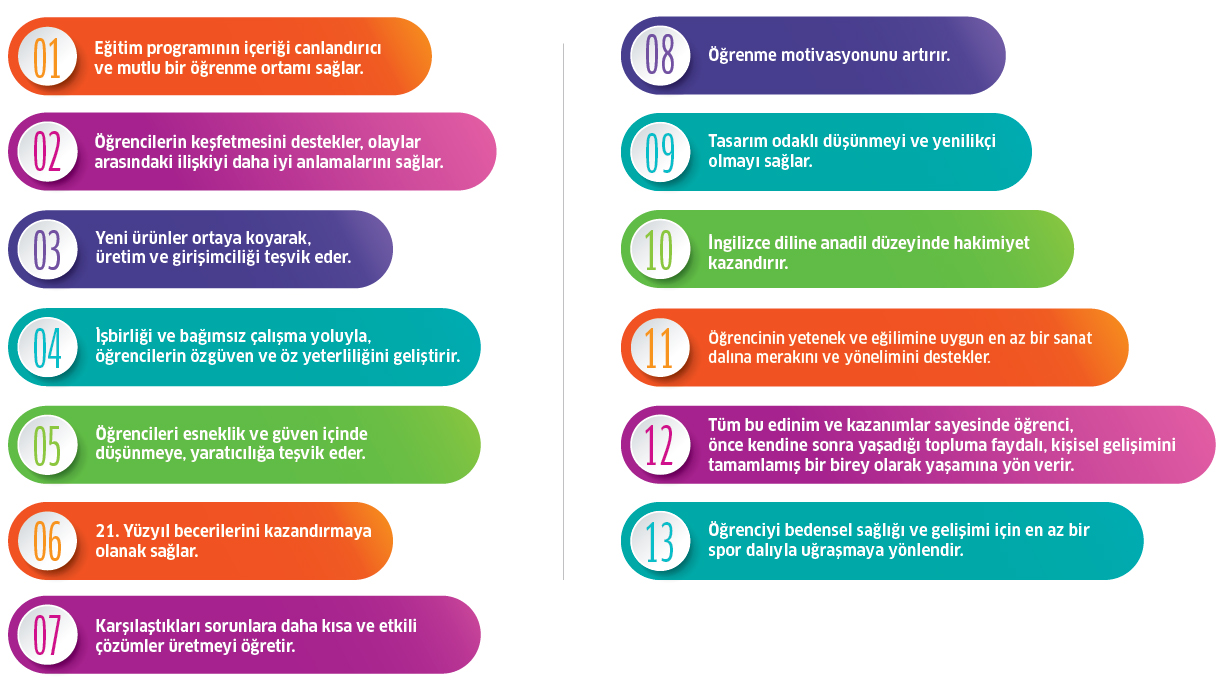 01
Eğitim programının içeriği canlandırıcı
ve mutlu bir öğrenme ortamı sağlar.
02
Öğrencilerin keşfetmesini destekler, olaylar
arasındaki ilişkiyi daha iyi anlamalarını sağlar.
03
Yeni ürünler ortaya koyarak,
üretim ve girişimciliği teşvik eder.
04
İşbirliği ve bağımsız çalışma yoluyla,
öğrencilerin özgüven ve öz yeterliliğini geliştirir.
05
Öğrencileri esneklik ve güven içinde
düşünmeye, yaratıcılığa teşvik eder.
06
21. Yüzyıl becerilerini kazandırmaya
olanak sağlar.
07
Karşılaştıkları sorunlara daha kısa ve etkili
çözümler üretmeyi öğretir.
08
Öğrenme motivasyonunu artırır.
09
Tasarım odaklı düşünmeyi ve yenilikçi
olmayı sağlar.
10
İngilizce diline anadil düzeyinde hakimiyet
kazandırır.
11
Öğrencinin yetenek ve eğilimine uygun en az bir sanat
dalına merakını ve yönelimini destekler.
12
Tüm bu edinim ve kazanımlar sayesinde öğrenci,
önce kendine sonra yaşadığı topluma faydalı, kişisel gelişimini
tamamlamış bir birey olarak yaşamına yön verir.
13
Öğrenciyi bedensel sağlığı ve gelişimi için en az bir
spor dalıyla uğraşmaya yönlendir.